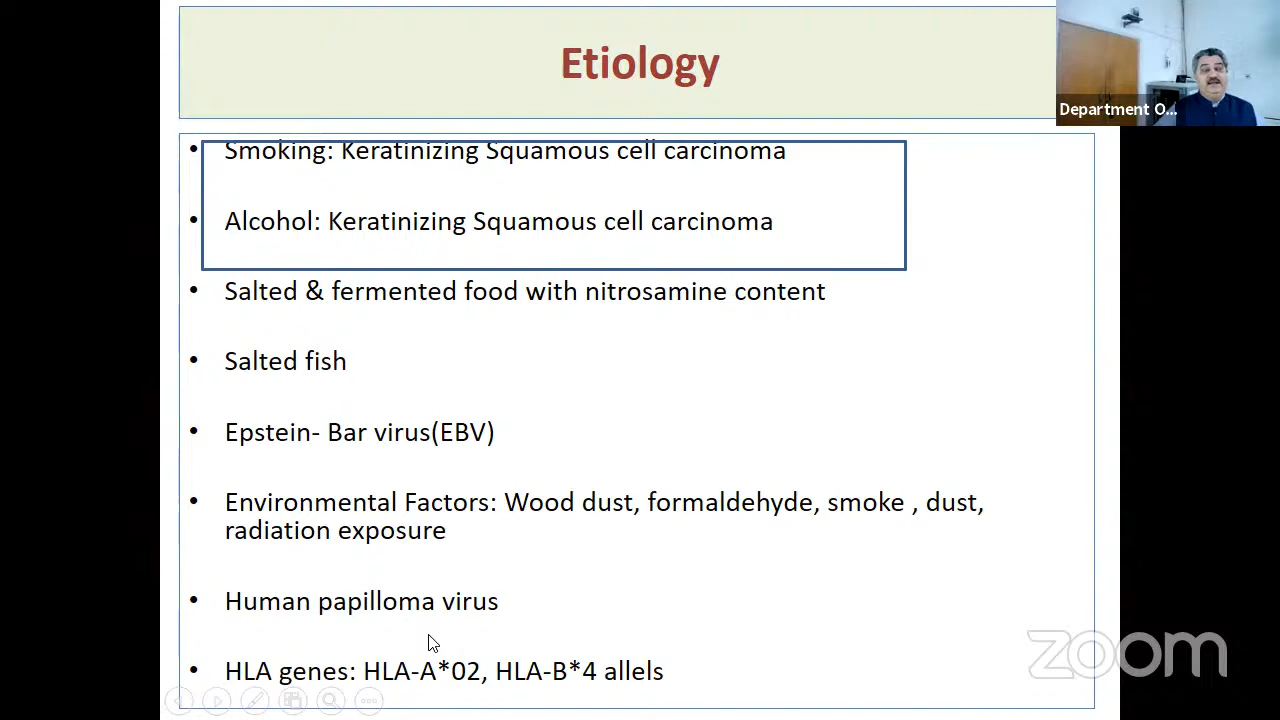 Etiology
Department O...
• Smoking: Keratinizing Squamous cell carcinoma
• Alcohol: Keratinizing Squamous cell carcinoma
• Salted & fermented food with nitrosamine content
• Salted fish
• Epstein- Bar virus(EBV)
• Environmental Factors: Wood dust, formaldehyde, smoke , dust,
radiation exposure
• Human papilloma virus
• HLA genes: HLA-A*02, HLA-B*4 allels
zoom